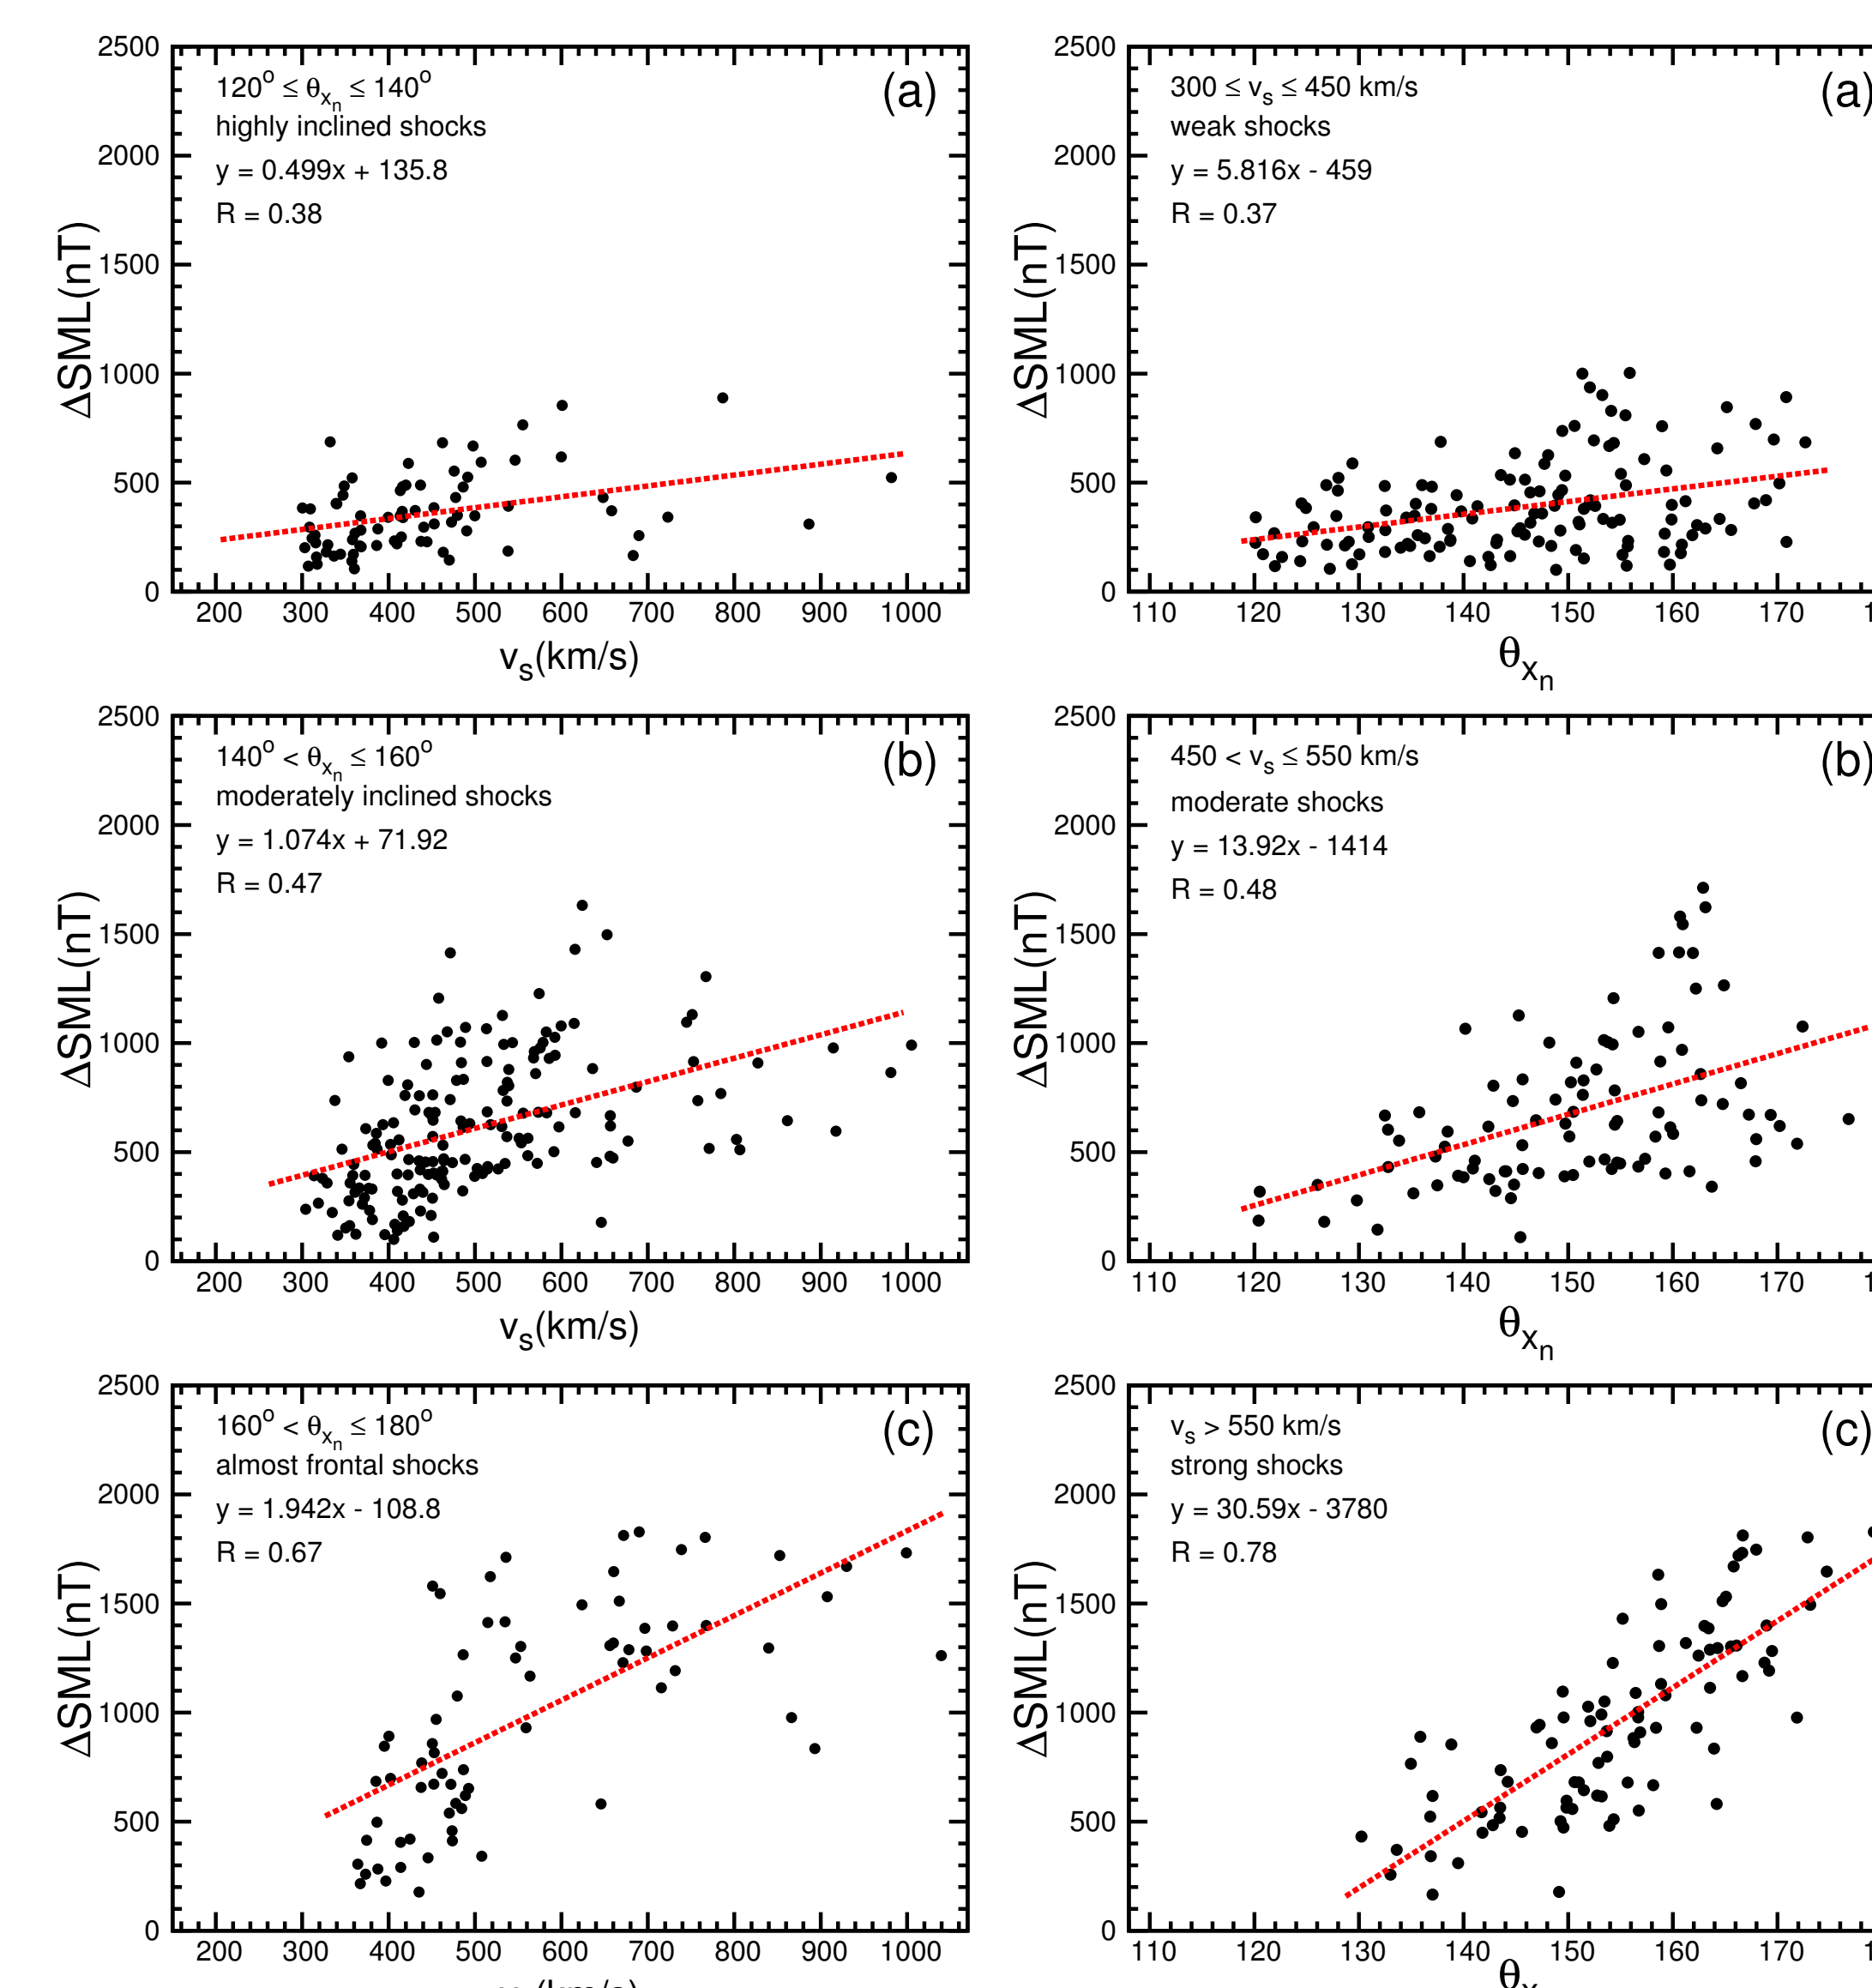 2500
2000
1500
1000
500
0
ΔSML(nT)
120° ≤ θxn ≤ 140°
highly inclined shocks
y = 0.499x + 135.8
R = 0.38
(a)
200 300 400 500 600 700 800 900 1000
vs(km/s)
2500
2000
1500
1000
500
0
ΔSML(nT)
300 ≤ vs ≤ 450 km/s
weak shocks
y = 5.816x - 459
R = 0.37
(a)
110 120 130 140 150 160 170
θxn
2500
2000
1500
1000
500
0
ΔSML(nT)
140° < θxn ≤ 160°
moderately inclined shocks
y = 1.074x + 71.92
R = 0.47
(b)
200 300 400 500 600 700 800 900 1000
vs(km/s)
2500
2000
1500
1000
500
0
ΔSML(nT)
450 < vs ≤ 550 km/s
moderate shocks
y = 13.92x - 1414
R = 0.48
(b)
110 120 130 140 150 160 170
θxn
2500
2000
1500
1000
500
0
ΔSML(nT)
160° < θxn ≤ 180°
almost frontal shocks
y = 1.942x - 108.8
R = 0.67
(c)
200 300 400 500 600 700 800 900 1000
2500
2000
1500
1000
500
0
ΔSML(nT)
vs > 550 km/s
strong shocks
y = 30.59x - 3780
R = 0.78
(c)
110 120 130 140 150 160 170
θx